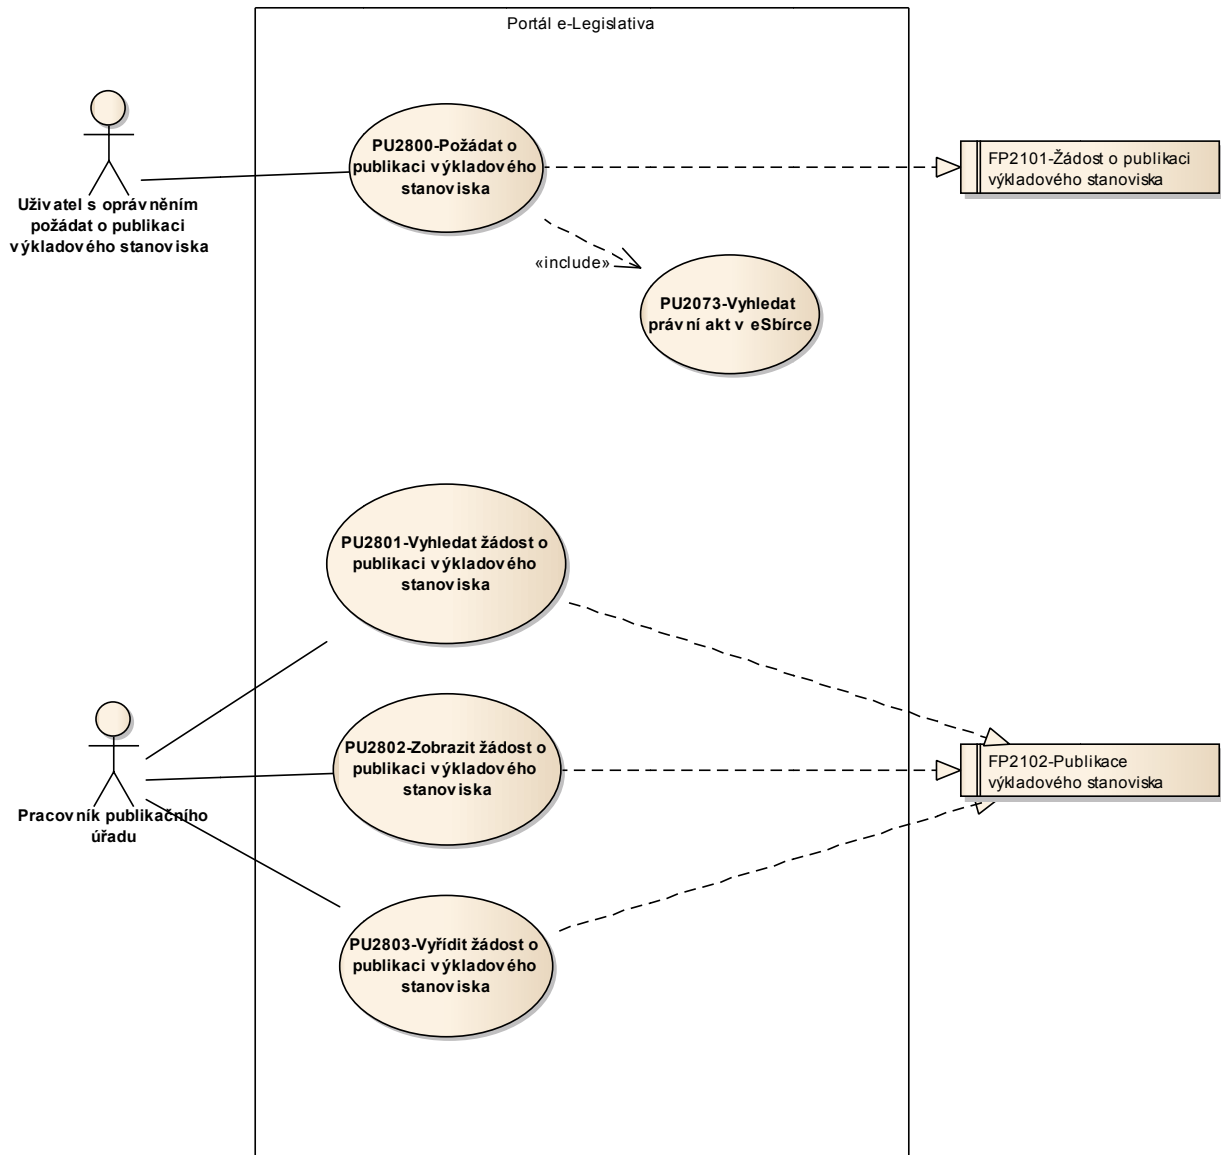 Portál e-Legislativa
PU2800-Požádat o
publikaci výkladového
stanoviska
FP2101-Žádost o publikaci
výkladového stanoviska
Uživatel s oprávněním
požádat o publikaci
výkladového stanoviska
«include»
PU2073-Vyhledat
právní akt v eSbírce
PU2801-Vyhledat žádost o
publikaci výkladového
stanoviska
PU2802-Zobrazit žádost o
publikaci výkladového
stanoviska
FP2102-Publikace
výkladového stanoviska
Pracovník publikačního
úřadu
PU2803-Vyřídit žádost o
publikaci výkladového
stanoviska